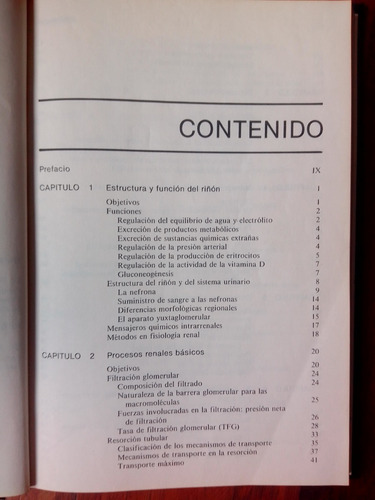 CONTENIDO
Prefacio IX
CAPITULO 1 Estructura y función del riñón 1
Objetivos 1
Funciones 2
Regulación del equilibrio de agua y electrólito 2
Excreción de productos metabólicos 4
Excreción de sustancias químicas extrañas 4
Regulación de la presión arterial 4
Regulación de la producción de eritrocitos 5
Regulación de la actividad de la vitamina D 7
Gluconeogénesis 7
Estructura del riñón y del sistema urinario 8
La nefrona 9
Suministro de sangre a las nefronas 14
Diferencias morfológicas regionales 14
El aparato yuxtaglomerular 15
Mensajeros químicos intrarrenales 17
Métodos en fisiología renal 18
CAPITULO 2 Procesos renales básicos 20
Objetivos 20
Filtración glomerular 24
Composición del filtrado 24
Naturaleza de la barrera glomerular para las
macromoléculas 25
Fuerzas involucradas en la filtración: presión neta
de filtración 26
Tasa de filtración glomerular (TFG) 28
Resorción tubular 33
Clasificación de los mecanismos de transporte 35
Mecanismos de transporte en la resorción 37
Transporte máximo 41